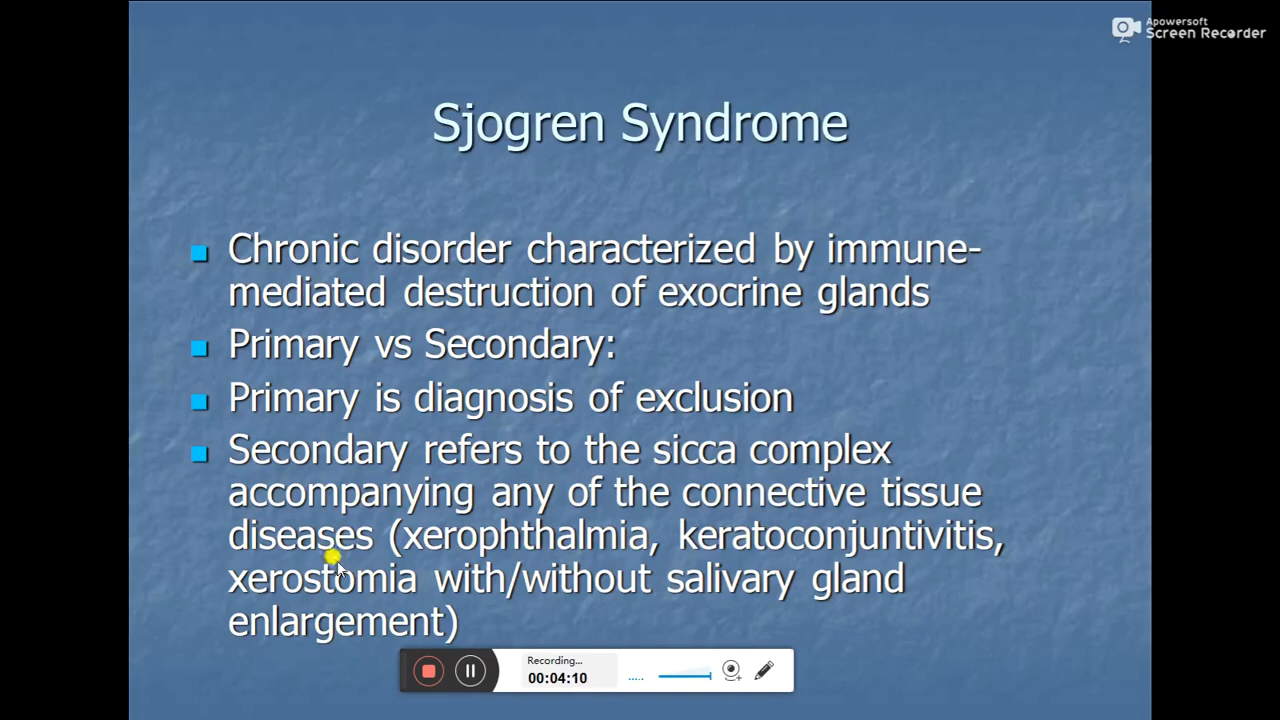 Apowersoft
Screen Recorder
Sjogren Syndrome
Chronic disorder characterized by immune-
mediated destruction of exocrine glands
Primary vs Secondary:
Primary is diagnosis of exclusion
Secondary refers to the sicca complex
accompanying any of the connective tissue
diseases (xerophthalmia, keratoconjuntivitis,
xerostomia with/without salivary gland
enlargement)
Recording...
00:04:10